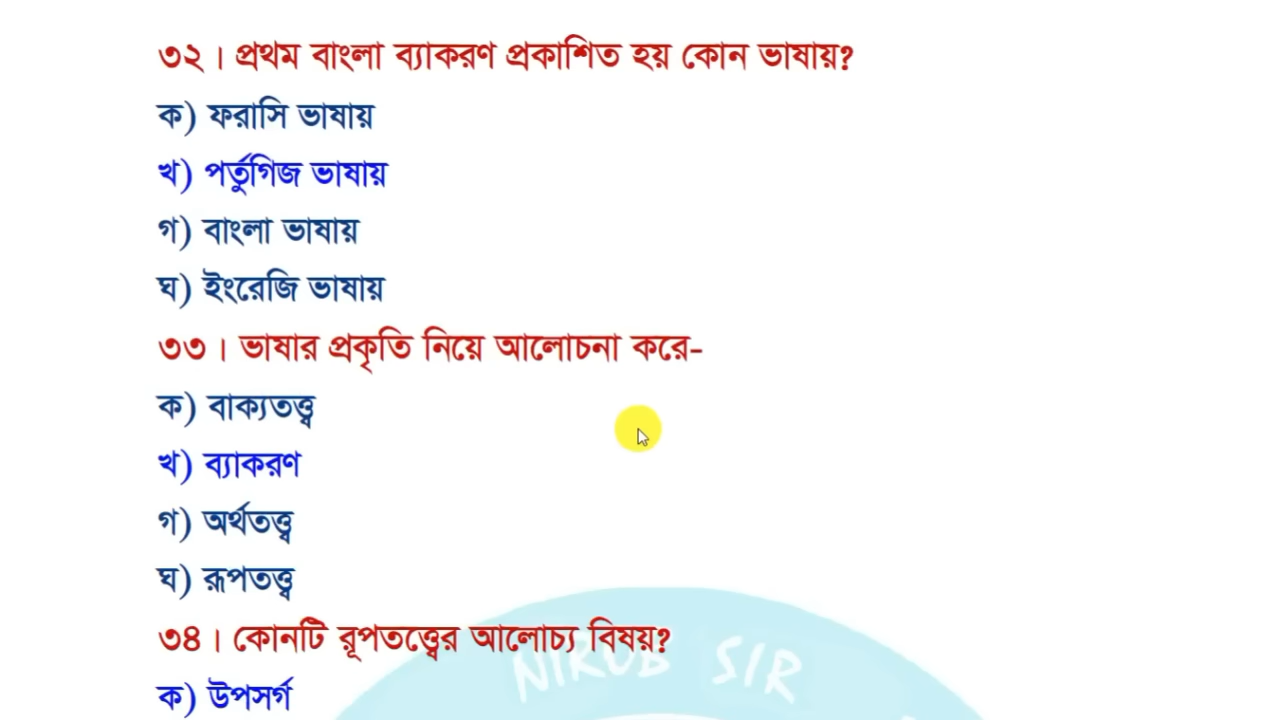 ৩২। প্রথম বাংলা ব্যাকরণ প্রকাশিত হয় কোন ভাষায়?
ক) ফরাসি ভাষায়
খ) পর্তুগিজ ভাষায়
গ) বাংলা ভাষায়
ঘ) ইংরেজি ভাষায়
৩৩। ভাষার প্রকৃতি নিয়ে আলোচনা করে-
ক) বাক্যতত্ত্ব
খ) ব্যাকরণ
গ) অর্থতত্ত্ব
ঘ) রূপতত্ত্ব
৩৪। কোনটি রূপতত্ত্বের আলোচ্য বিষয়?
NIROB SIR
ক) উপসর্গ